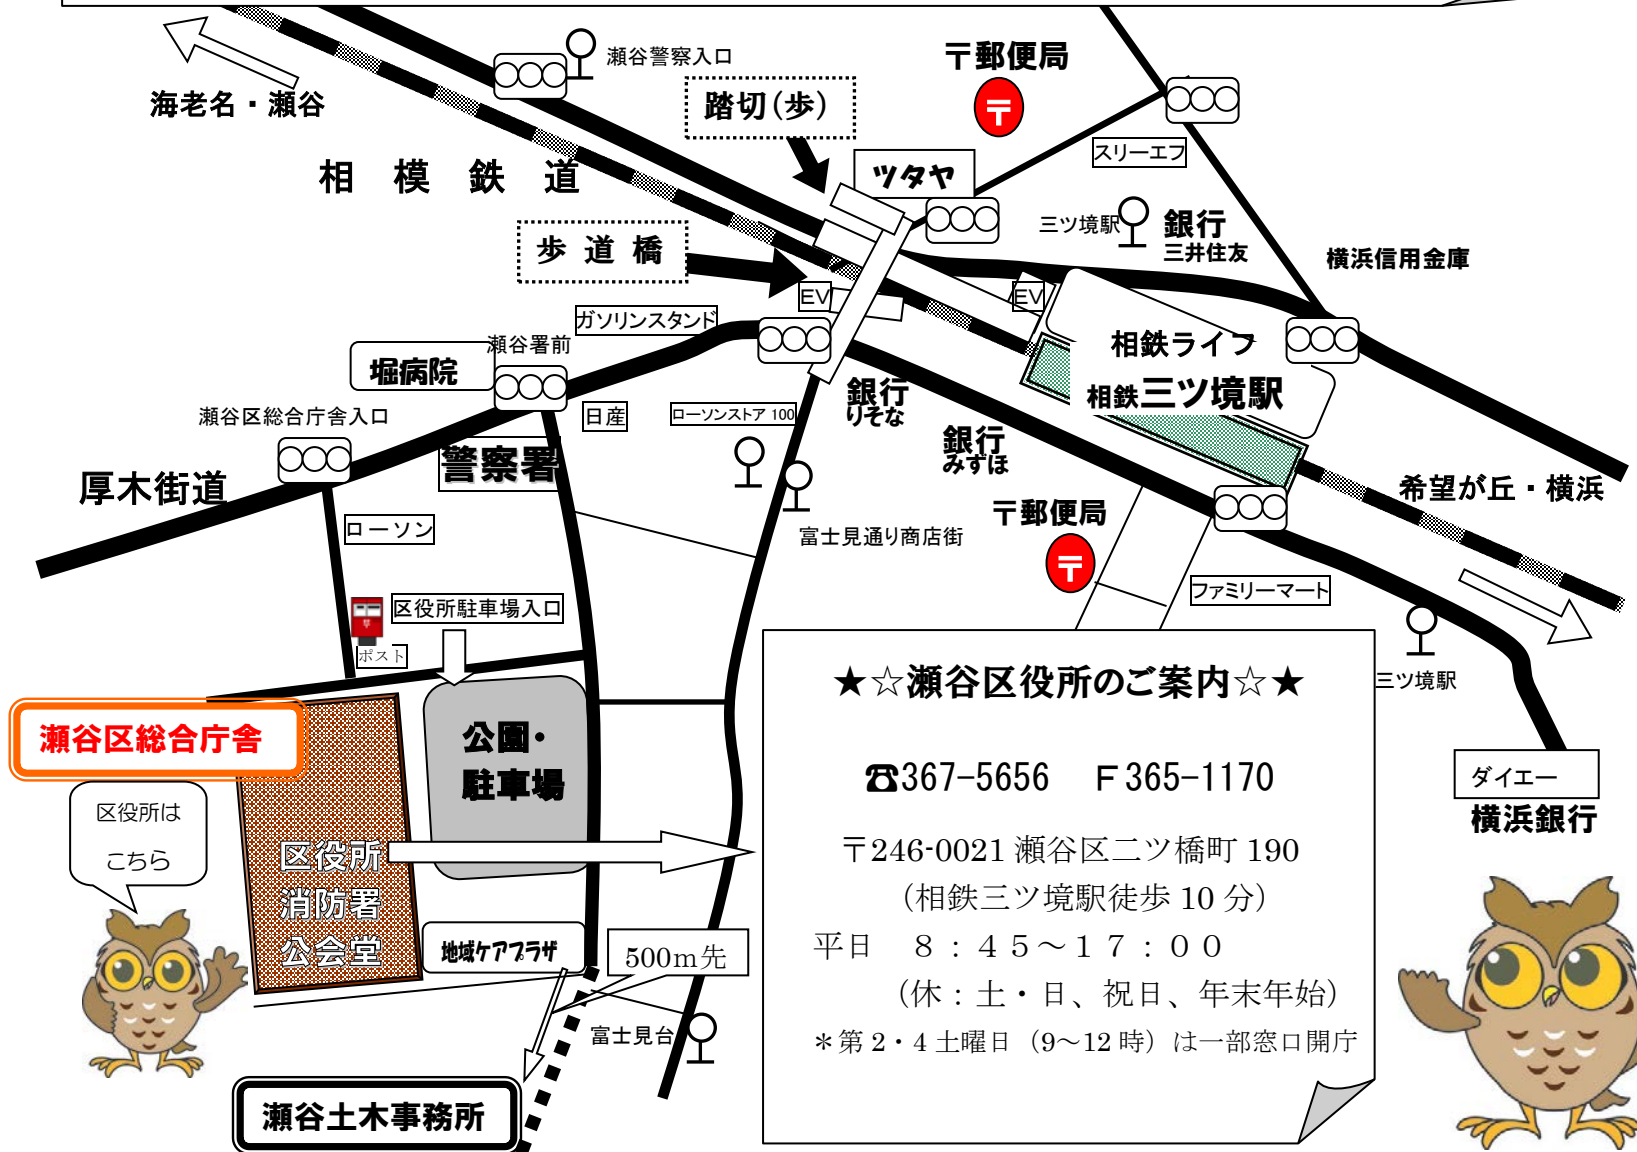 瀬谷警察入口
〒郵便局
〒
海老名・瀬谷
踏切(歩)
スリーエフ
相模鉄道
ツタヤ
三ツ境駅
銀行
三井住友
横浜信用金庫
歩道橋
EV
EV
ガソリンスタンド
瀬谷署前
相鉄ライフ
堀病院
相鉄三ツ境駅
銀行
りそな
瀬谷区総合庁舎入口
日産
ローソンストア 100
銀行
みずほ
警察署
厚木街道
希望が丘・横浜
ローソン
〒郵便局
〒
富士見通り商店街
ファミリーマート
区役所駐車場入口
ポスト
三ツ境駅
瀬谷区総合庁舎
公園・
駐車場
区役所は
こちら
区役所
消防署
公会堂
地域ケアプラザ
500m先
富士見台
瀬谷土木事務所
★☆瀬谷区役所のご案内☆★
☎367-5656 F365-1170
〒246-0021 瀬谷区二ツ橋町 190
(相鉄三ツ境駅徒歩 10 分)
平日 8:45~17:00
(休:土・日、祝日、年末年始)
*第 2・4 土曜日(9~12 時)は一部窓口開庁
ダイエー
横浜銀行